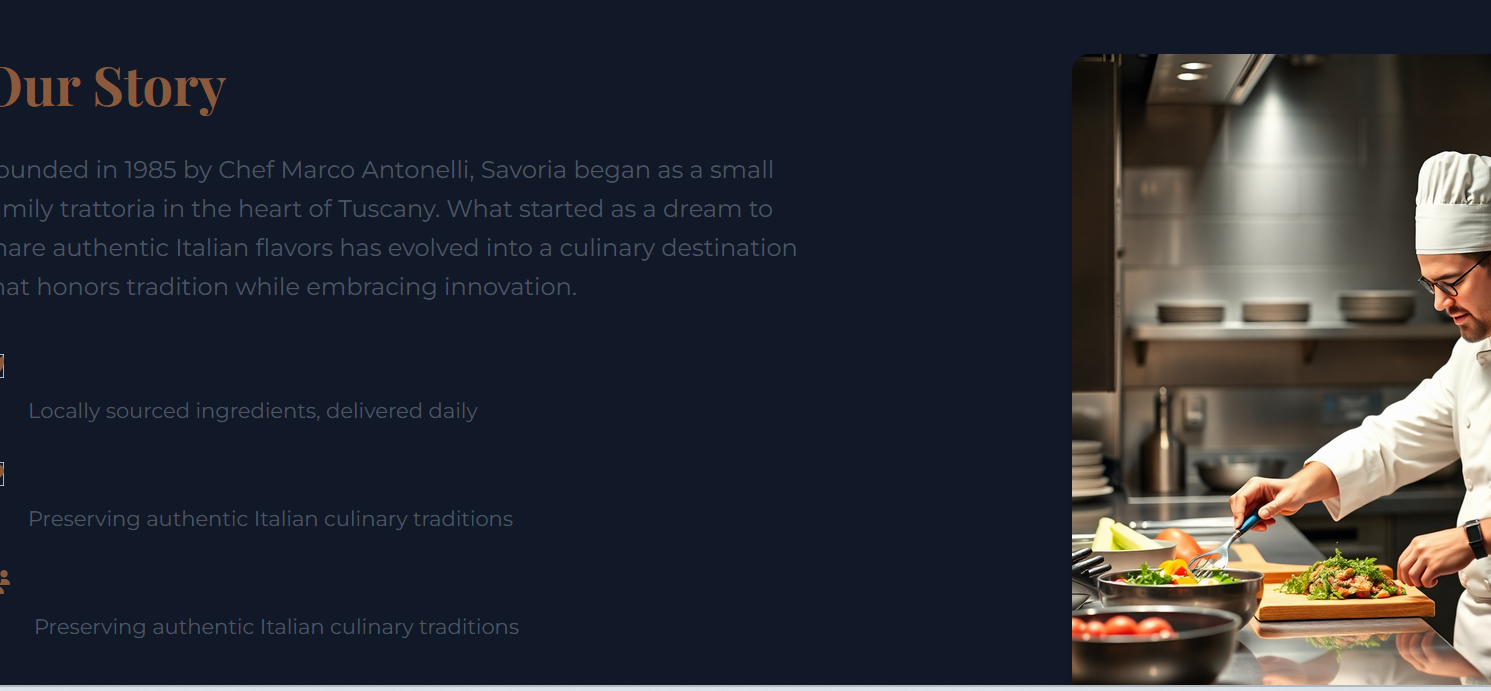 Our Story
ounded in 1985 by Chef Marco Antonelli, Savoria began as a small
mily trattoria in the heart of Tuscany. What started as a dream to
hare authentic Italian flavors has evolved into a culinary destination
hat honors tradition while embracing innovation.
Locally sourced ingredients, delivered daily
Preserving authentic Italian culinary traditions
Preserving authentic Italian culinary traditions